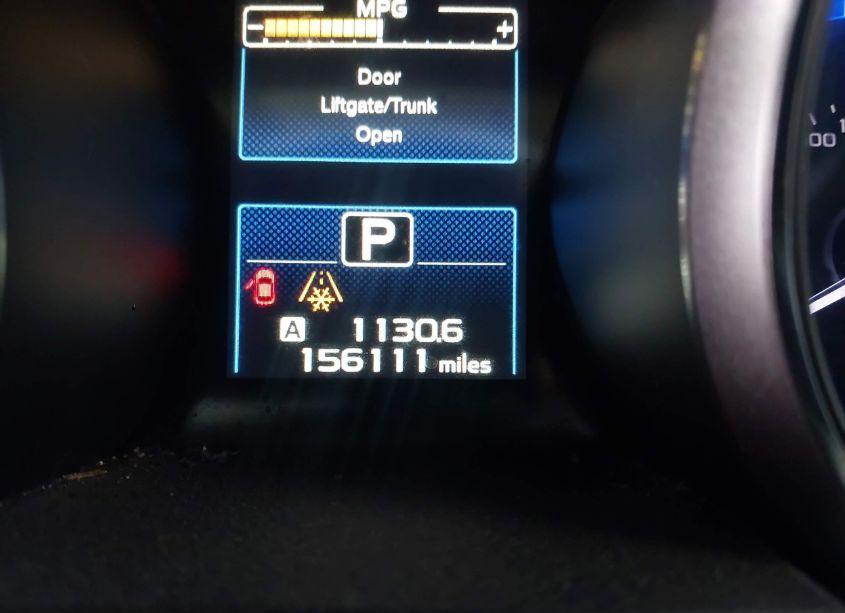 MPG
- +
Door
Liftgate/Trunk
Open
P
A 1130.6
156111 miles